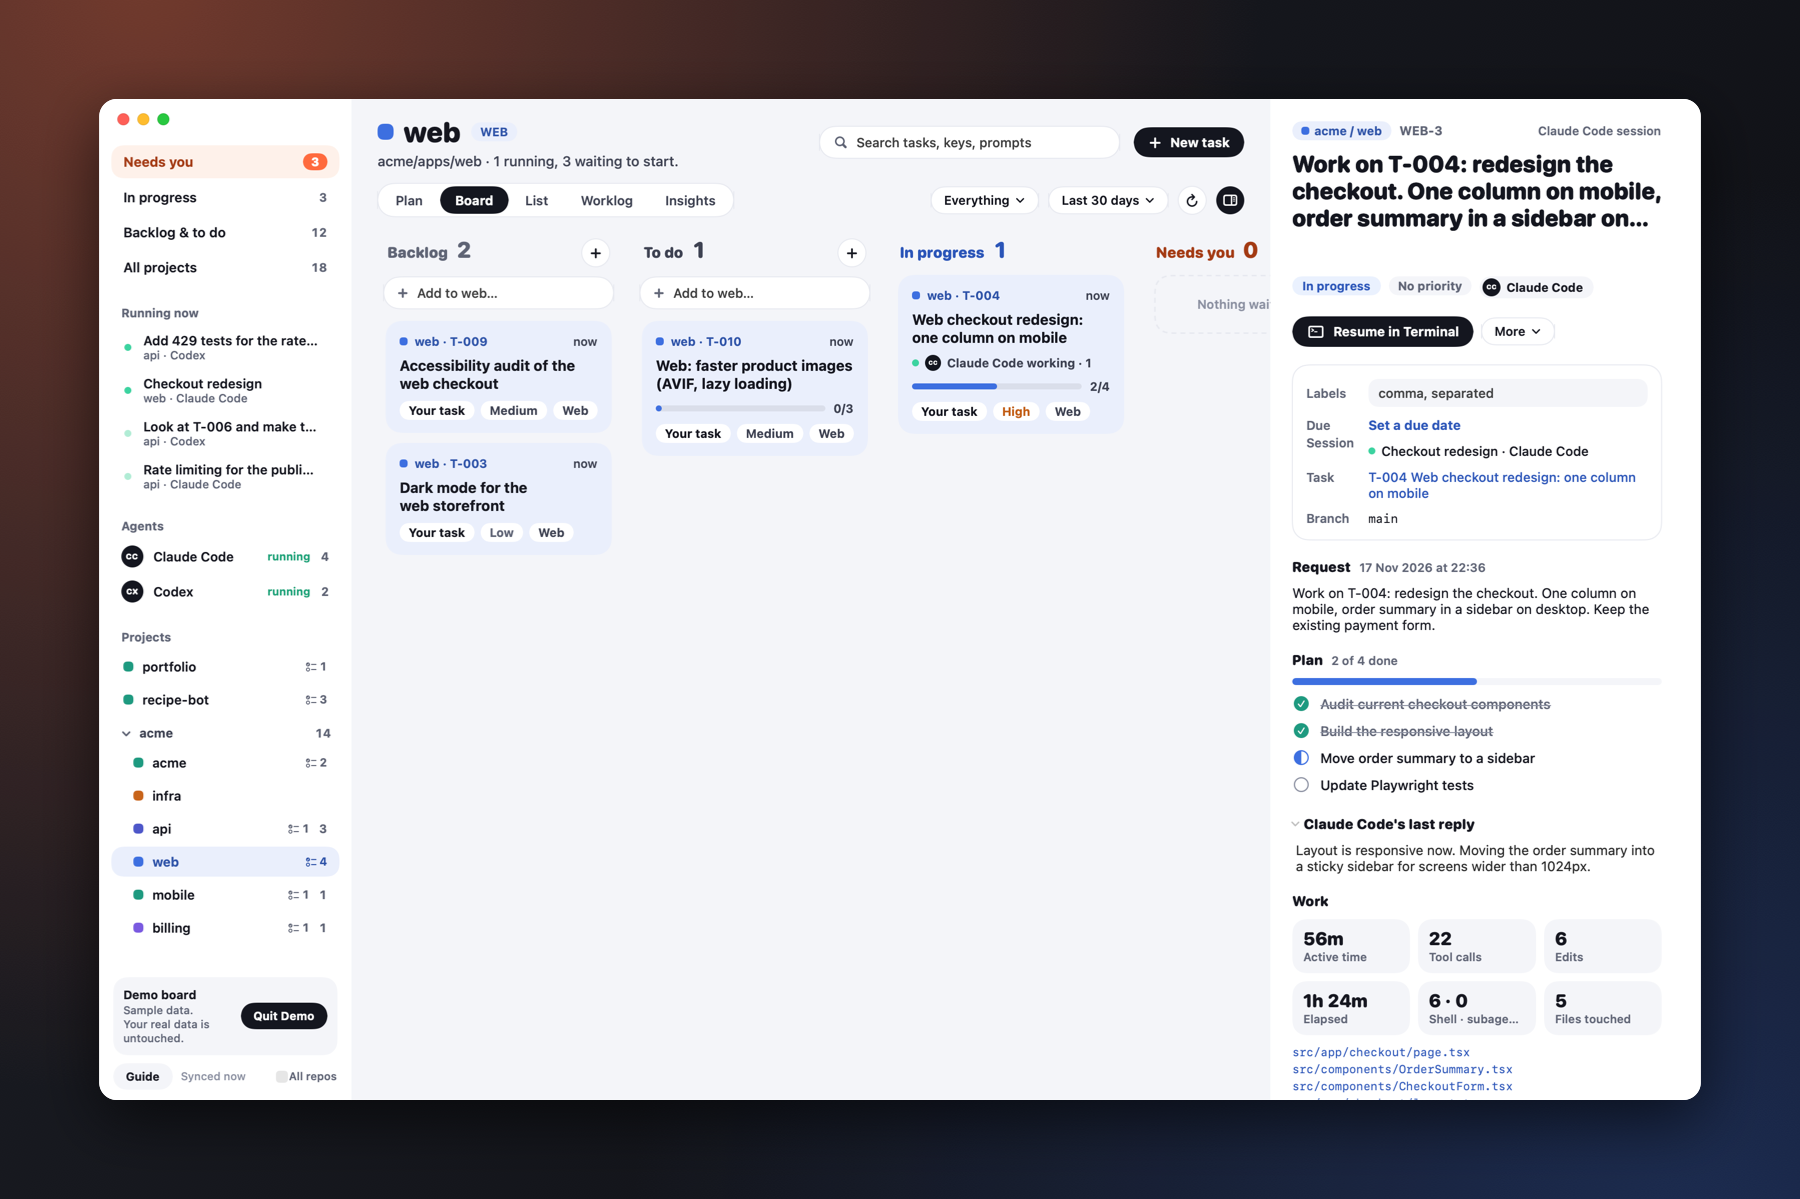 Needs you 3
In progress 3
Backlog & to do 12
All projects 18
Running now
Add 429 tests for the rate...
api · Codex
Checkout redesign
web · Claude Code
Look at T-006 and make t...
api · Codex
Rate limiting for the publi...
api · Claude Code
Agents
CC Claude Code running 4
CX Codex running 2
Projects
portfolio 1
recipe-bot 3
acme 14
acme 2
infra
api 1 3
web 4
mobile 1 1
billing 1 1
Demo board
Sample data.
Your real data is
untouched.
Quit Demo
Guide Synced now All repos
web WEB
acme/apps/web · 1 running, 3 waiting to start.
Search tasks, keys, prompts
+ New task
Plan Board List Worklog Insights
Everything Last 30 days
Backlog 2 +
+ Add to web...
web · T-009 now
Accessibility audit of the
web checkout
Your task Medium Web
web · T-003 now
Dark mode for the
web storefront
Your task Low Web
To do 1 +
+ Add to web...
web · T-010 now
Web: faster product images
(AVIF, lazy loading)
0/3
Your task Medium Web
In progress 1
web · T-004 now
Web checkout redesign:
one column on mobile
CC Claude Code working · 1
2/4
Your task High Web
Needs you 0
Nothing wai
acme / web WEB-3 Claude Code session
Work on T-004: redesign the
checkout. One column on mobile,
order summary in a sidebar on...
In progress No priority CC Claude Code
Resume in Terminal More
Labels comma, separated
Due Set a due date
Session Checkout redesign · Claude Code
Task T-004 Web checkout redesign: one column
on mobile
Branch main
Request 17 Nov 2026 at 22:36
Work on T-004: redesign the checkout. One column on
mobile, order summary in a sidebar on desktop. Keep the
existing payment form.
Plan 2 of 4 done
Audit current checkout components
Build the responsive layout
Move order summary to a sidebar
Update Playwright tests
Claude Code's last reply
Layout is responsive now. Moving the order summary into
a sticky sidebar for screens wider than 1024px.
Work
56m
Active time
22
Tool calls
6
Edits
1h 24m
Elapsed
6 · 0
Shell · subage...
5
Files touched
src/app/checkout/page.tsx
src/components/OrderSummary.tsx
src/components/CheckoutForm.tsx